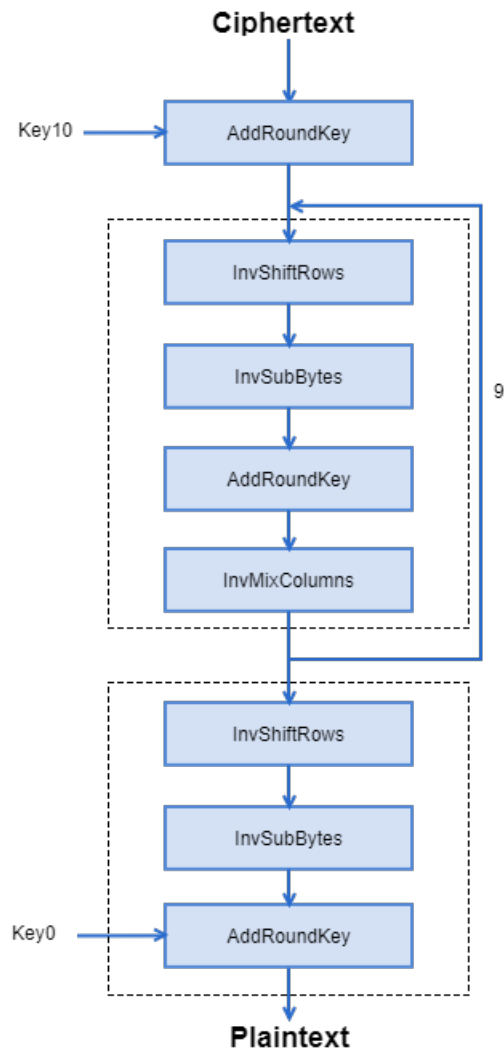 Ciphertext
Key10
AddRoundKey
InvShiftRows
InvSubBytes
9
AddRoundKey
InvMixColumns
InvShiftRows
InvSubBytes
Key0
AddRoundKey
Plaintext